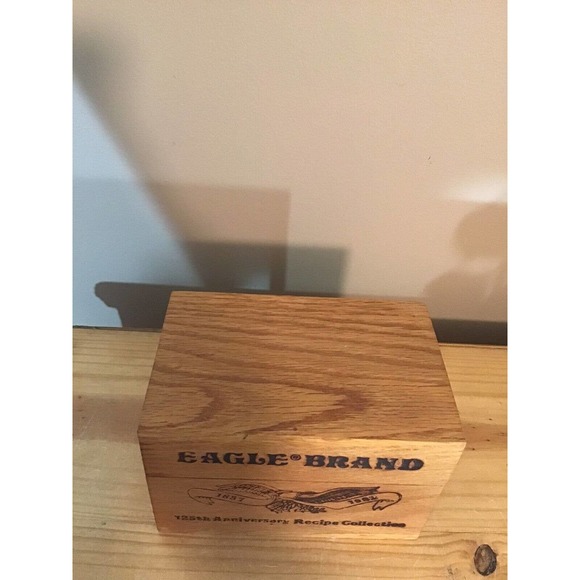 EAGLE® BRAND
1857 1982
125th Anniversary Recipe Collection